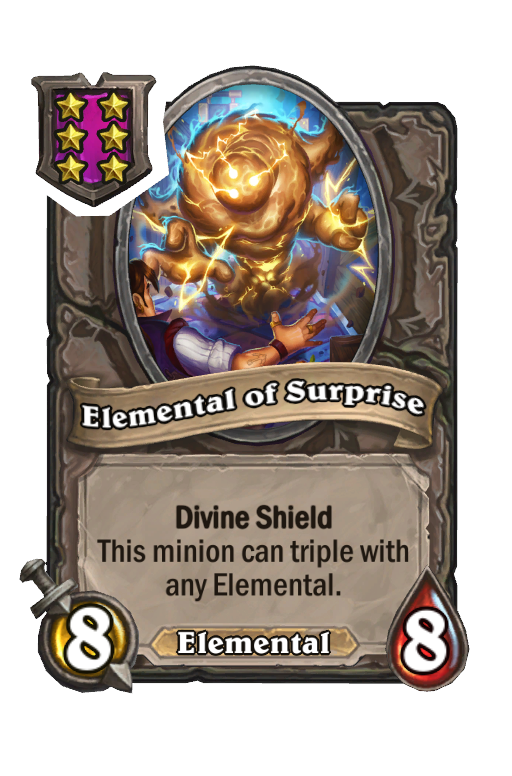 Elemental of Surprise
Divine Shield
This minion can triple with
any Elemental.
8
Elemental
8